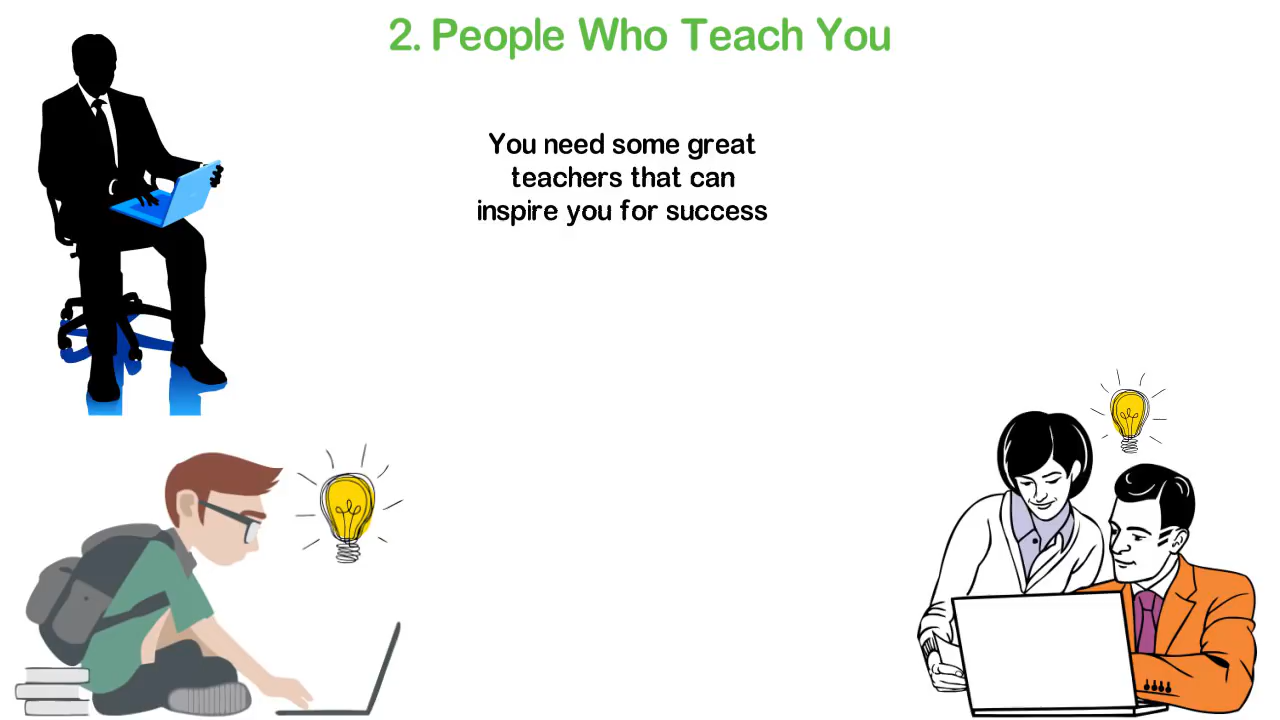 2. People Who Teach You
You need some great
teachers that can
inspire you for success